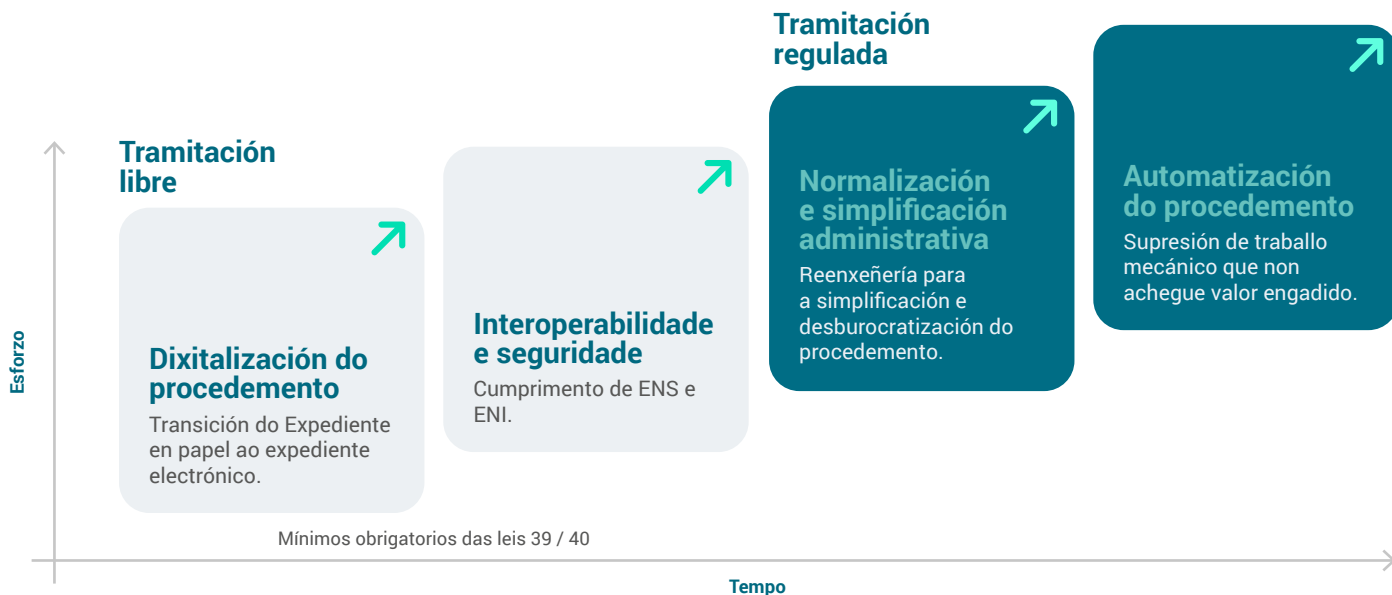 Tramitación
libre
Dixitalización do
procedemento
Transición do Expediente
en papel ao expediente
electrónico.
Interoperabilidade
e seguridade
Cumprimento de ENS e
ENI.
Tramitación
regulada
Normalización
e simplificación
administrativa
Reenxeñería para
a simplificación e
desburocratización do
procedemento.
Automatización
do procedemento
Supresión de traballo
mecánico que non
achegue valor engadido.
Esforzo
Mínimos obrigatorios das leis 39 / 40
Tempo